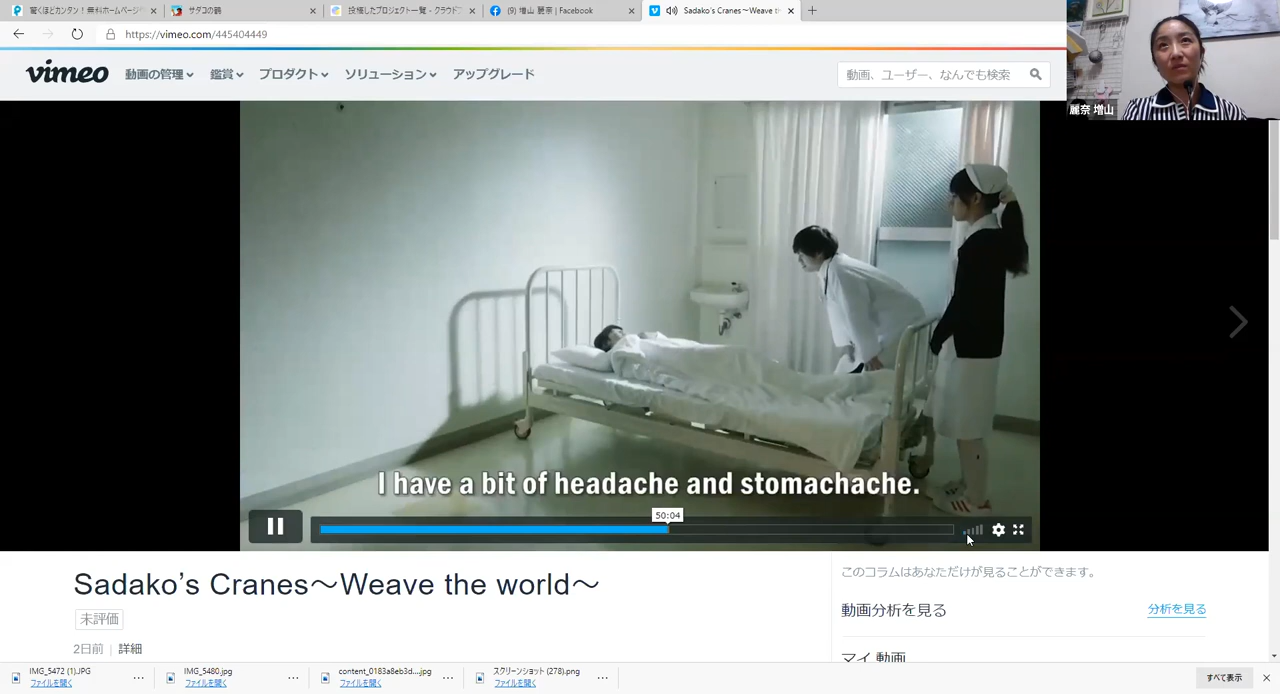 驚くほどカンタン！無料ホームページ
サダコの鶴
投稿したプロジェクト一覧 - クラウドフ
(9) 増山 麗奈 | Facebook
Sadako's Cranes～Weave th
https://vimeo.com/445404449
vimeo
動画の管理
鑑賞
プロダクト
ソリューション
アップグレード
動画、ユーザー、なんでも検索
麗奈 増山
I have a bit of headache and stomachache.
50:04
Sadako's Cranes～Weave the world～
未評価
2日前 | 詳細
このコラムはあなただけが見ることができます。
動画分析を見る
分析を見る
マイ 動画
IMG_5472 (1).JPG
ファイルを開く
IMG_5480.jpg
ファイルを開く
content_0183a8eb3d....jpg
ファイルを開く
スクリーンショット (278).png
ファイルを開く
すべて表示